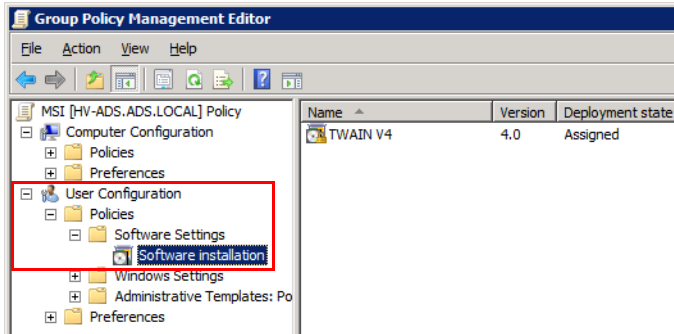 Group Policy Management Editor
File Action View Help
MSI [HV-ADS.ADS.LOCAL] Policy
Computer Configuration
Policies
Preferences
User Configuration
Policies
Software Settings
Software installation
Windows Settings
Administrative Templates: Po
Preferences
Name Version Deployment state
TWAIN V4 4.0 Assigned